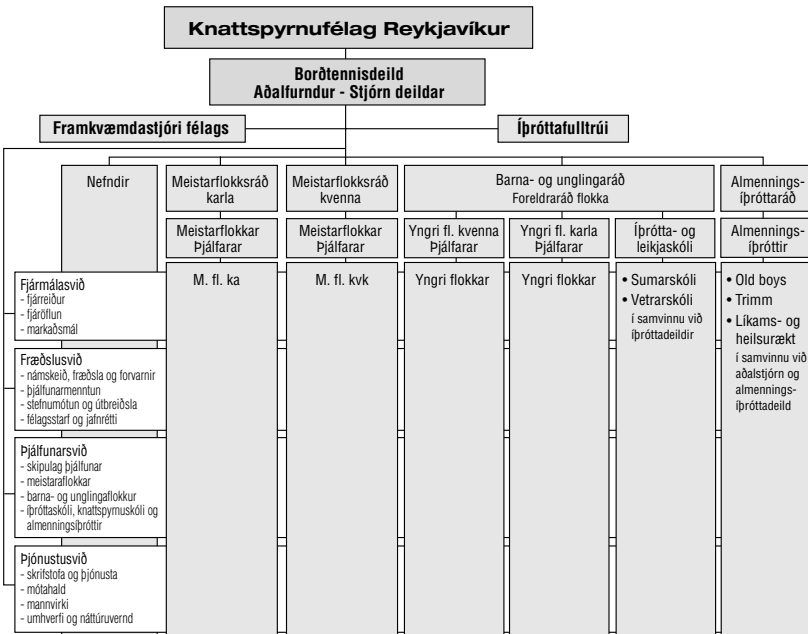 Knattspyrnufélag Reykjavíkur
Borðtennisdeild
Aðalfurdur - Stjórn deildar
Framkvæmdastjóri félags
Íþróttafulltrúi
Nefndir
Meistarflokksráð
karla
Meistarflokksráð
kvenna
Barna- og unglingaráð
Foreldraráð flokka
Almennings-
íþróttaráð
Meistarflokkar
Þjálfarar
Meistarflokkar
Þjálfarar
Yngri fl. kvenna
Þjálfarar
Yngri fl. karla
Þjálfarar
Íþrótta- og
leikjaskóli
Almennings-
íþróttir
M. fl. ka
M. fl. kvk
Yngri flokkar
Yngri flokkar
• Sumarskóli
• Vetrarskóli
í samvinnu við
íþróttadeildir
• Old boys
• Trimm
• Líkams- og
heilsurækt
í samvinnu við
aðalstjórn og
almennings-
íþróttadeild
Fjármálasvið
- fjárreiður
- fjáröflun
- markaðsmál
Fræðslusvið
- námskeið, fræðsla og forvarnir
- þjálfunarmenntun
- stefnumótun og útbreiðsla
- félagsstarf og jafnrétti
Þjálfunarsvið
- skipulag þjálfunar
- meistaraflokkar
- barna- og unglingaflokkur
- íþróttaskóli, knattspyrnuskóli og
almenningsíþróttir
Þjónustusvið
- skrifstofa og þjónusta
- mótahald
- mannvirki
- umhverfi og náttúruvernd